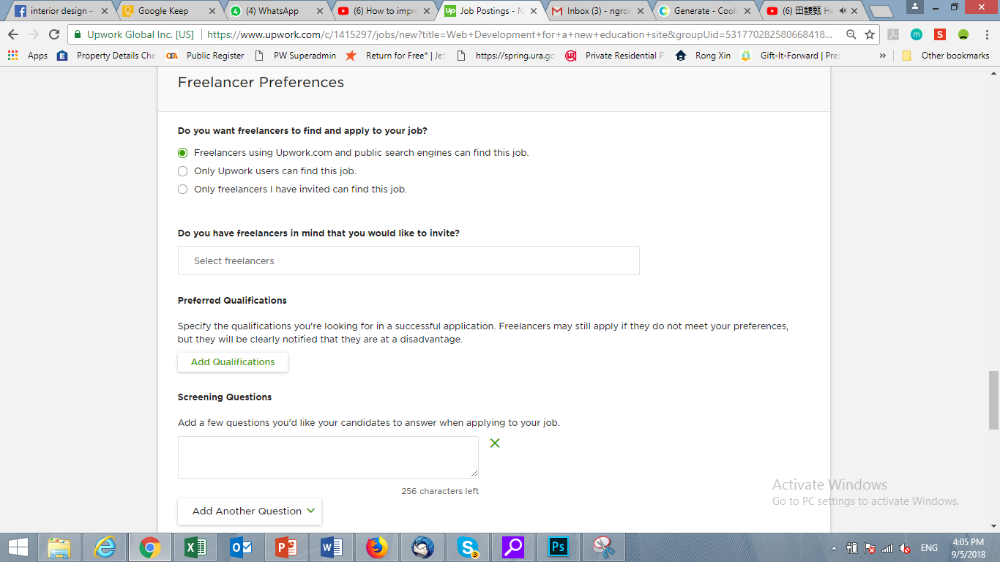 interior design –
Google Keep
(4) WhatsApp
(6) How to impro
Job Postings - N
Inbox (3) - ngror
Generate - Cool
(6) 田馥甄 He
Upwork Global Inc. [US]
https://www.upwork.com/c/1415297/jobs/new?title=Web+Development+for+a+new+education+site&groupUid=531770282580668418...
Apps
Property Details Che
CEA
Public Register
PW Superadmin
Return for Free* | Jet
https://spring.ura.go
Private Residential P
Rong Xin
Gift-It-Forward | Pre
»
Other bookmarks
Freelancer Preferences
Do you want freelancers to find and apply to your job?
Freelancers using Upwork.com and public search engines can find this job.
Only Upwork users can find this job.
Only freelancers I have invited can find this job.
Do you have freelancers in mind that you would like to invite?
Select freelancers
Preferred Qualifications
Specify the qualifications you're looking for in a successful application. Freelancers may still apply if they do not meet your preferences,
but they will be clearly notified that they are at a disadvantage.
Add Qualifications
Screening Questions
Add a few questions you'd like your candidates to answer when applying to your job.
256 characters left
Add Another Question
Activate Windows
Go to PC settings to activate Windows.
ENG
4:05 PM
9/5/2018